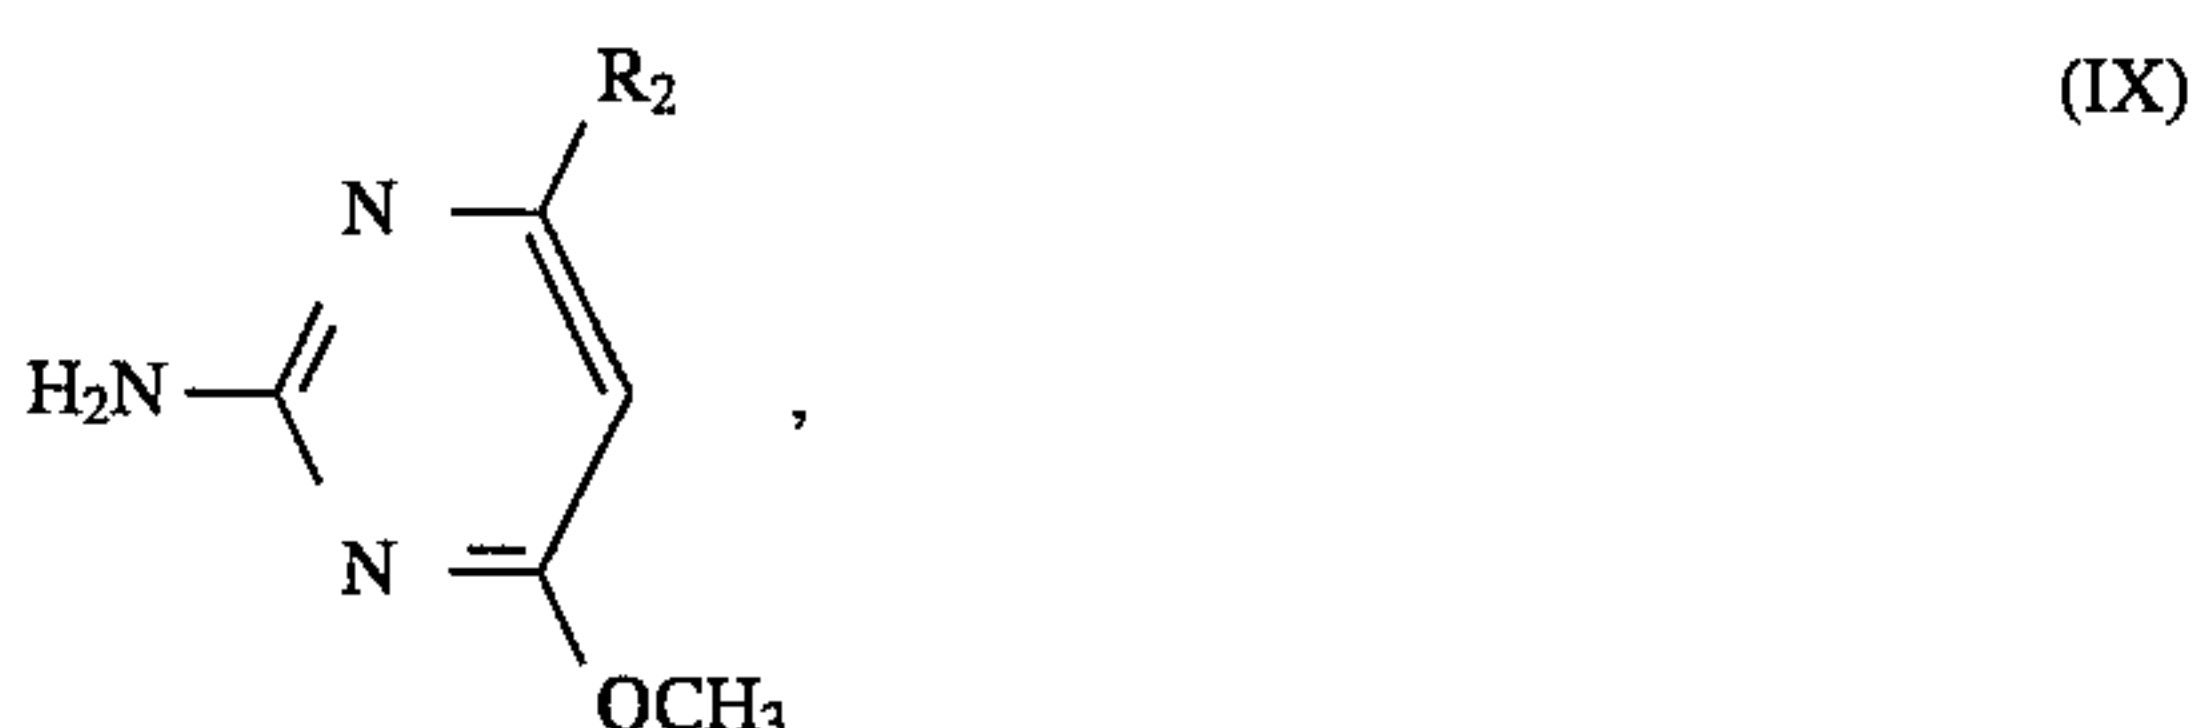 R₂
(IX)
N
H₂N
,
N
OCH₃